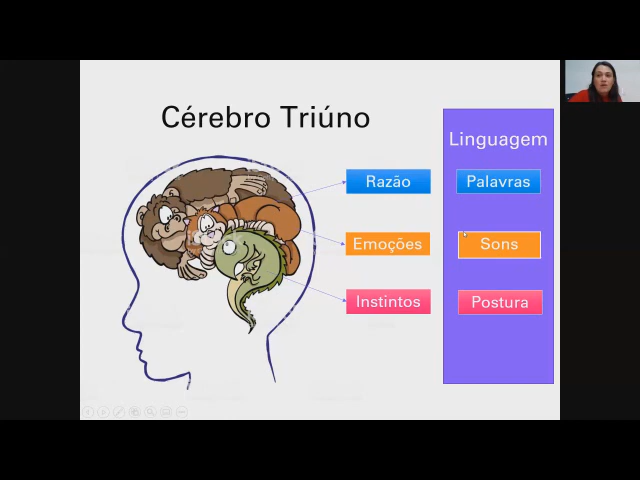 Cérebro Triúno
Linguagem
Razão
Palavras
Emoções
Sons
Instintos
Postura